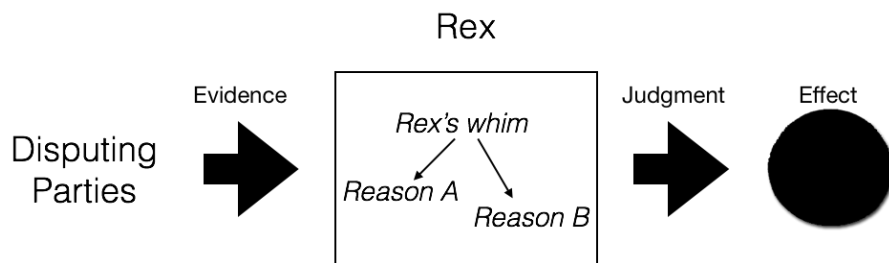 Rex
Evidence
Judgment
Effect
Rex's whim
Disputing
Parties
Reason A
Reason B